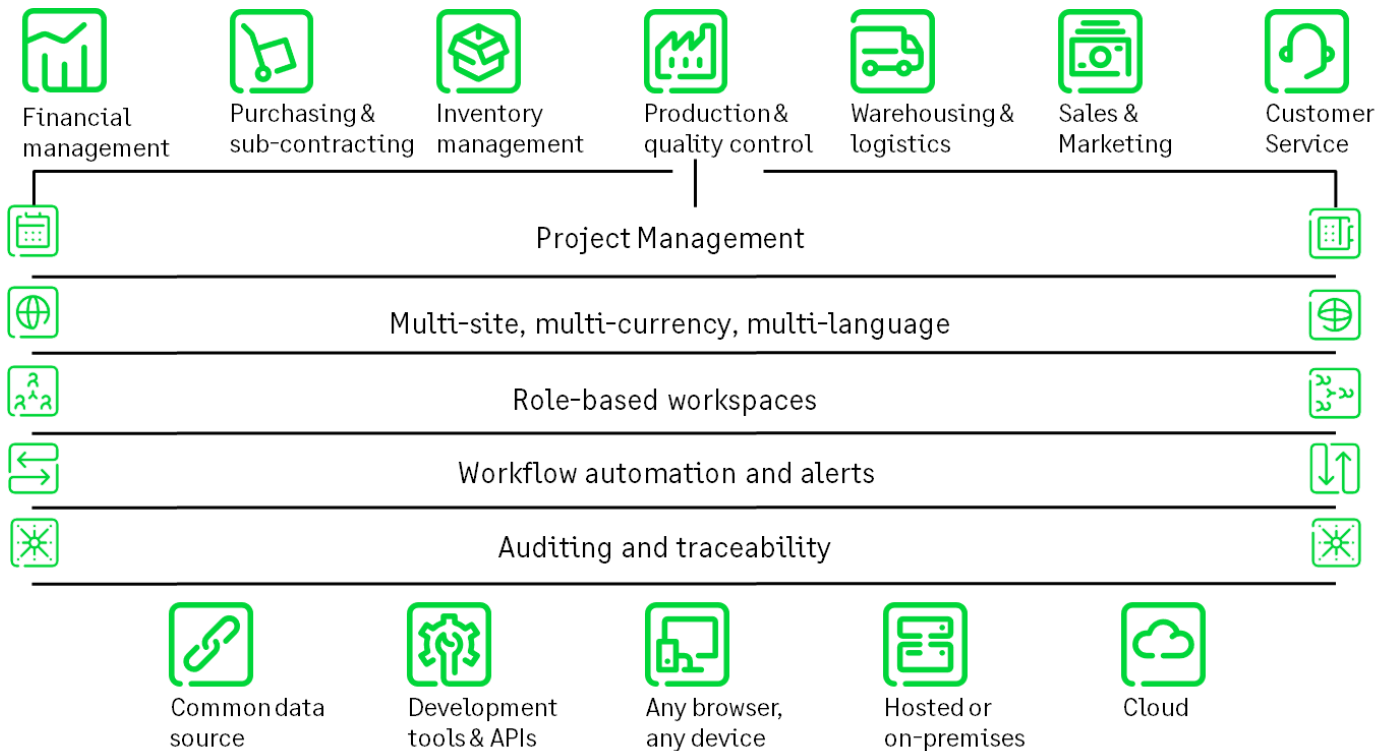 Financial
management
Purchasing &
sub-contracting
Inventory
management
Production &
quality control
Warehousing &
logistics
Sales &
Marketing
Customer
Service
Project Management
Multi-site, multi-currency, multi-language
Role-based workspaces
Workflow automation and alerts
Auditing and traceability
Common data
source
Development
tools & APIs
Any browser,
any device
Hosted or
on-premises
Cloud